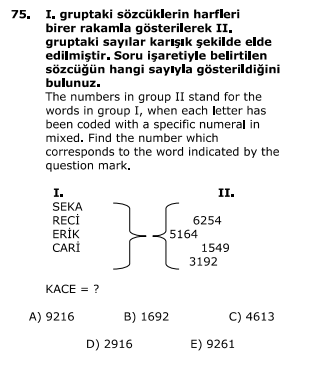 75. I. gruptaki sözcüklerin harfleri
birer rakamla gösterilerek II.
gruptaki sayılar karışık şekilde elde
edilmiştir. Soru işaretiyle belirtilen
sözcüğün hangi sayıyla gösterildiğini
bulunuz.
The numbers in group II stand for the
words in group I, when each letter has
been coded with a specific numeral in
mixed. Find the number which
corresponds to the word indicated by the
question mark.
I. II.
SEKA
RECİ 6254
ERİK 5164
CARİ 1549
3192
KACE = ?
A) 9216 B) 1692 C) 4613
D) 2916 E) 9261